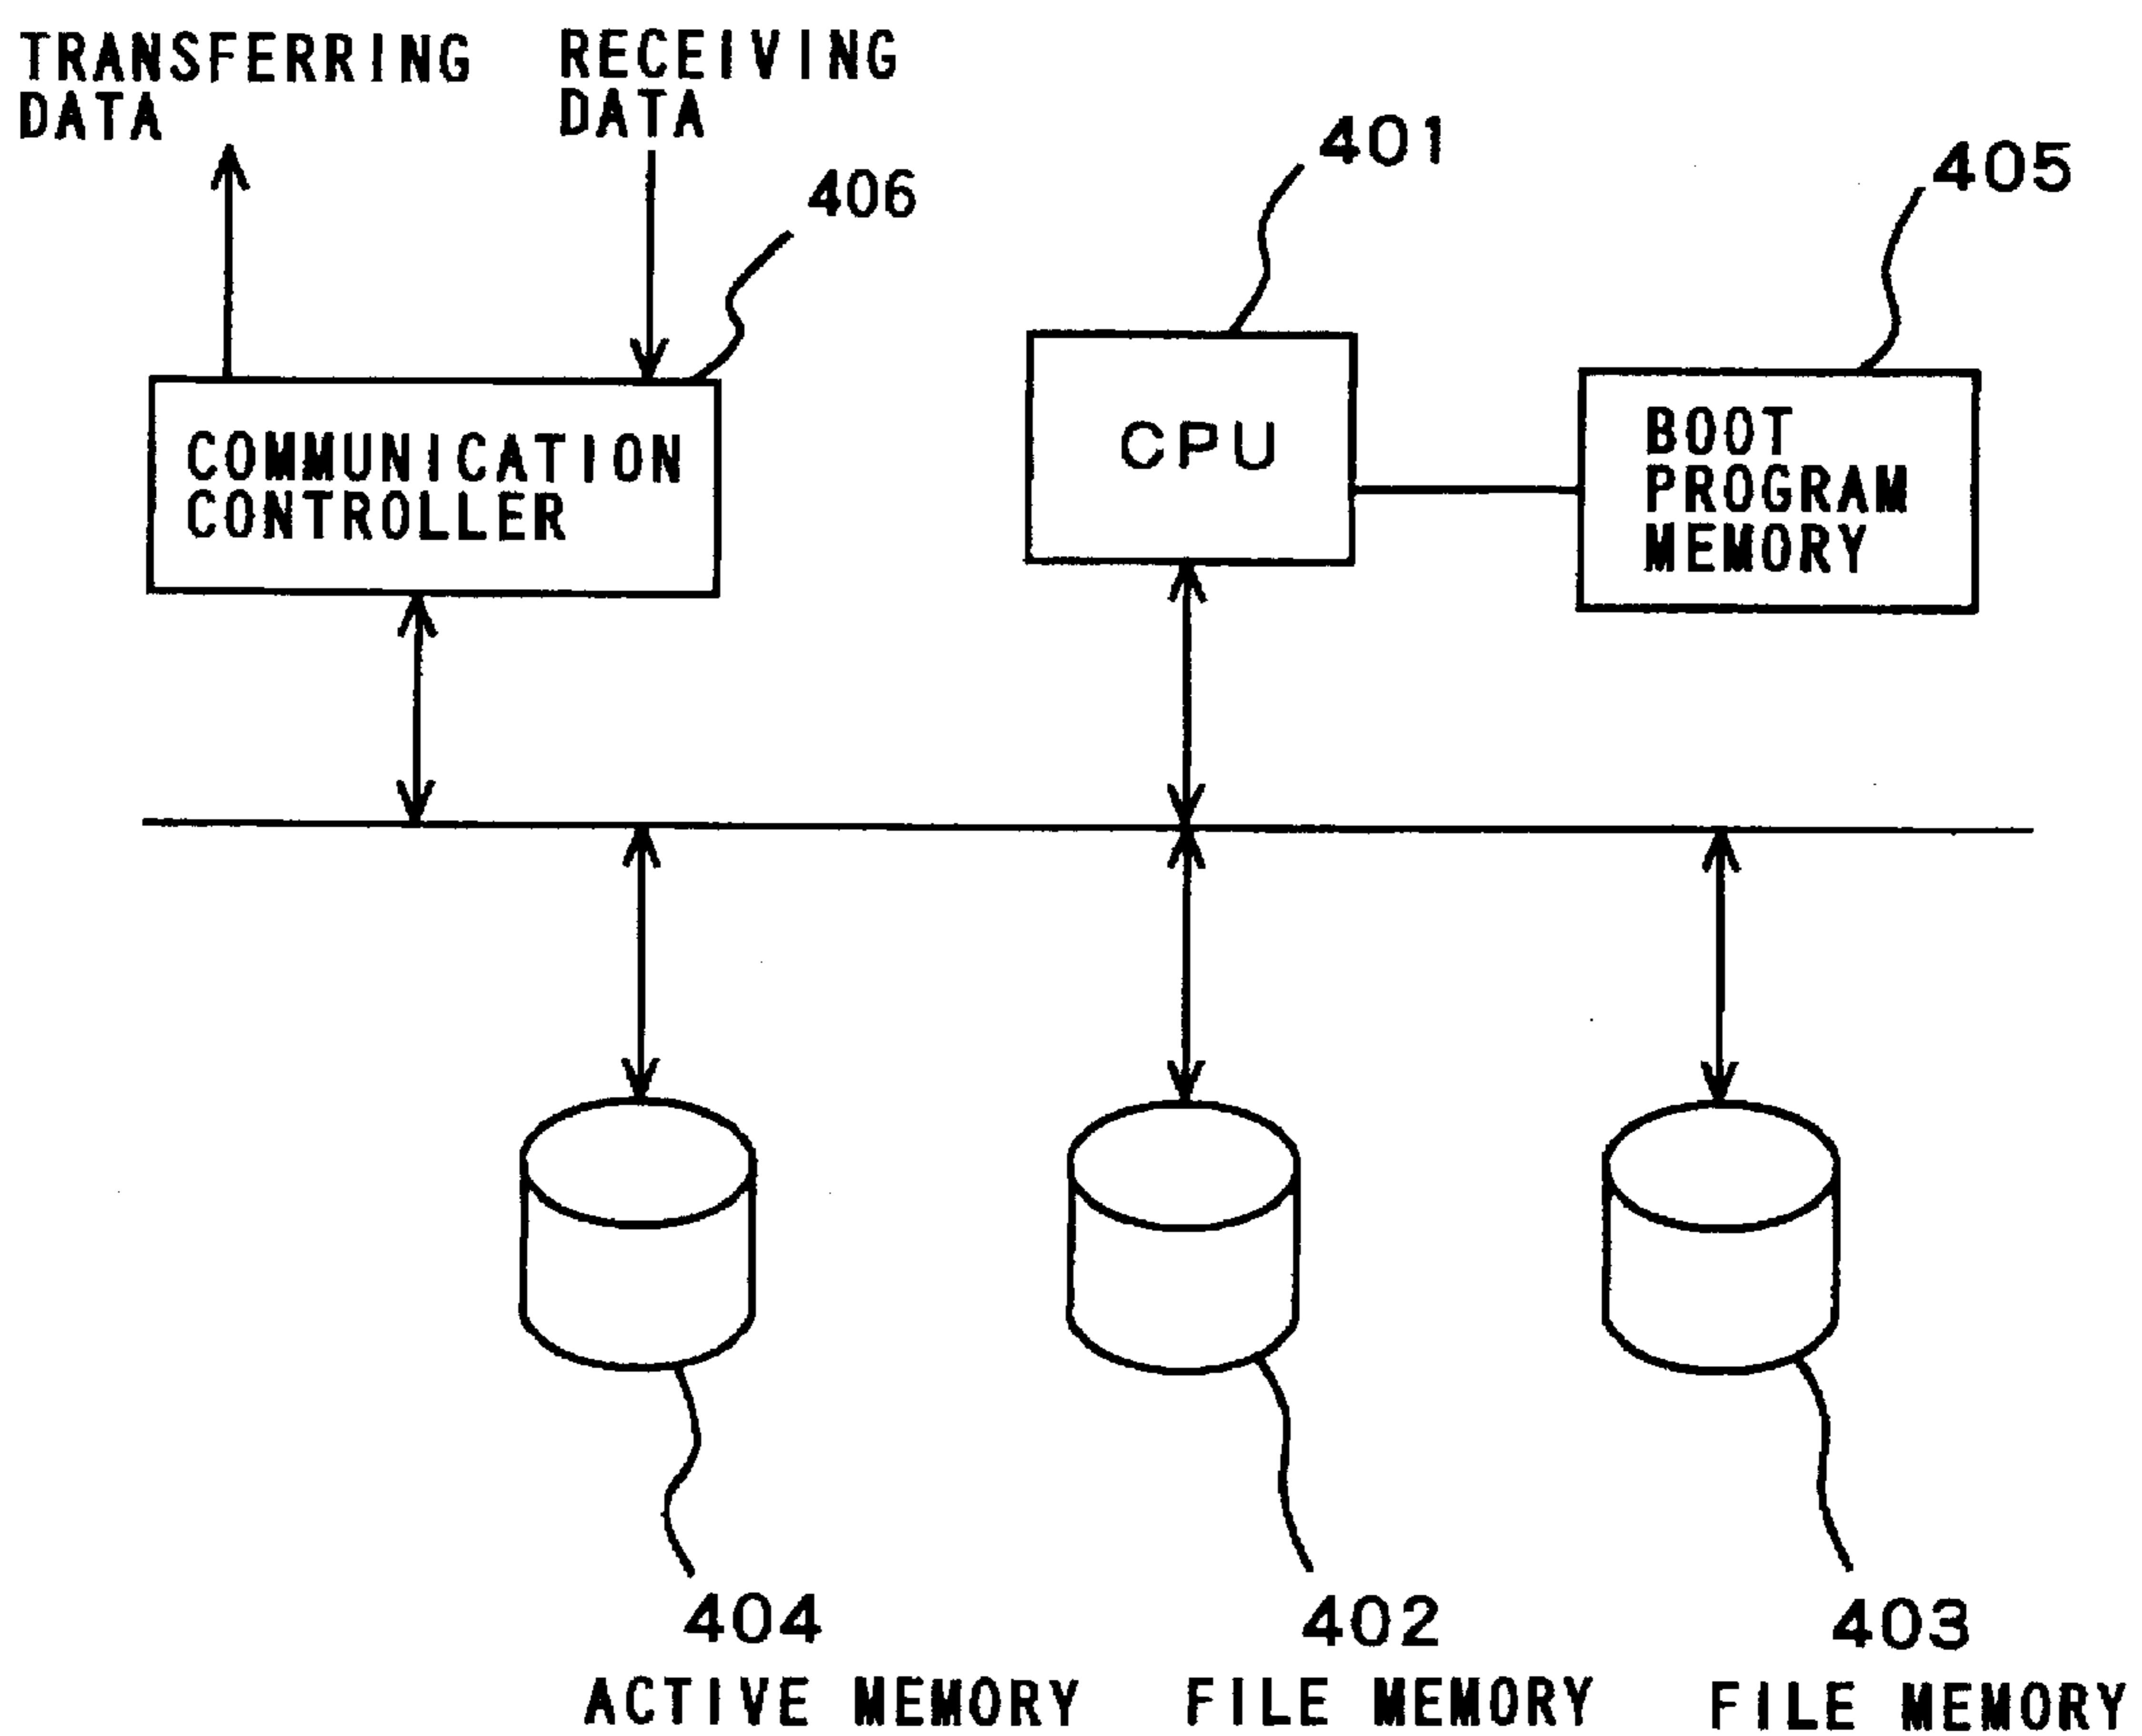 TRANSFERRING
DATA
RECEIVING
DATA
406
401
405
COMMUNICATION
CONTROLLER
CPU
BOOT
PROGRAM
MEMORY
404
ACTIVE MEMORY
402
FILE MEMORY
403
FILE MEMORY